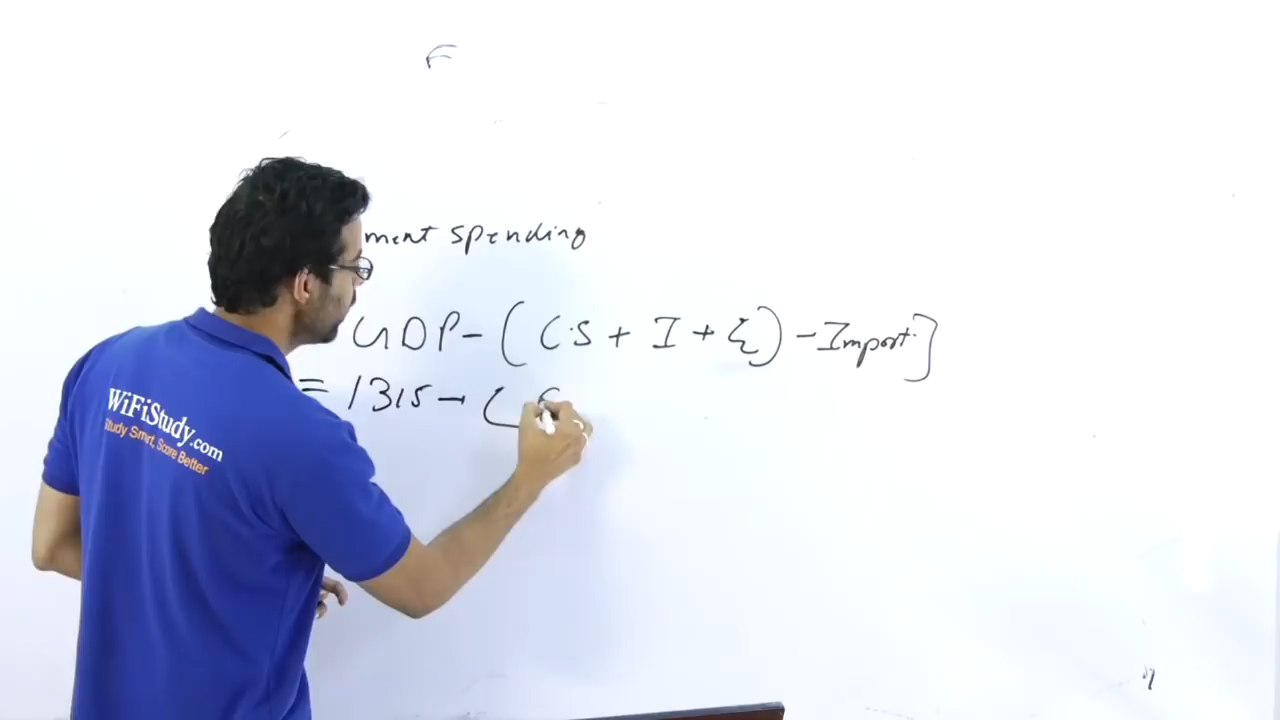 F
ment spending
GDP - ( C.S + I + E ) - Import ]
= 1315 - (
WiFiStudy.com
Study Smart, Score Better